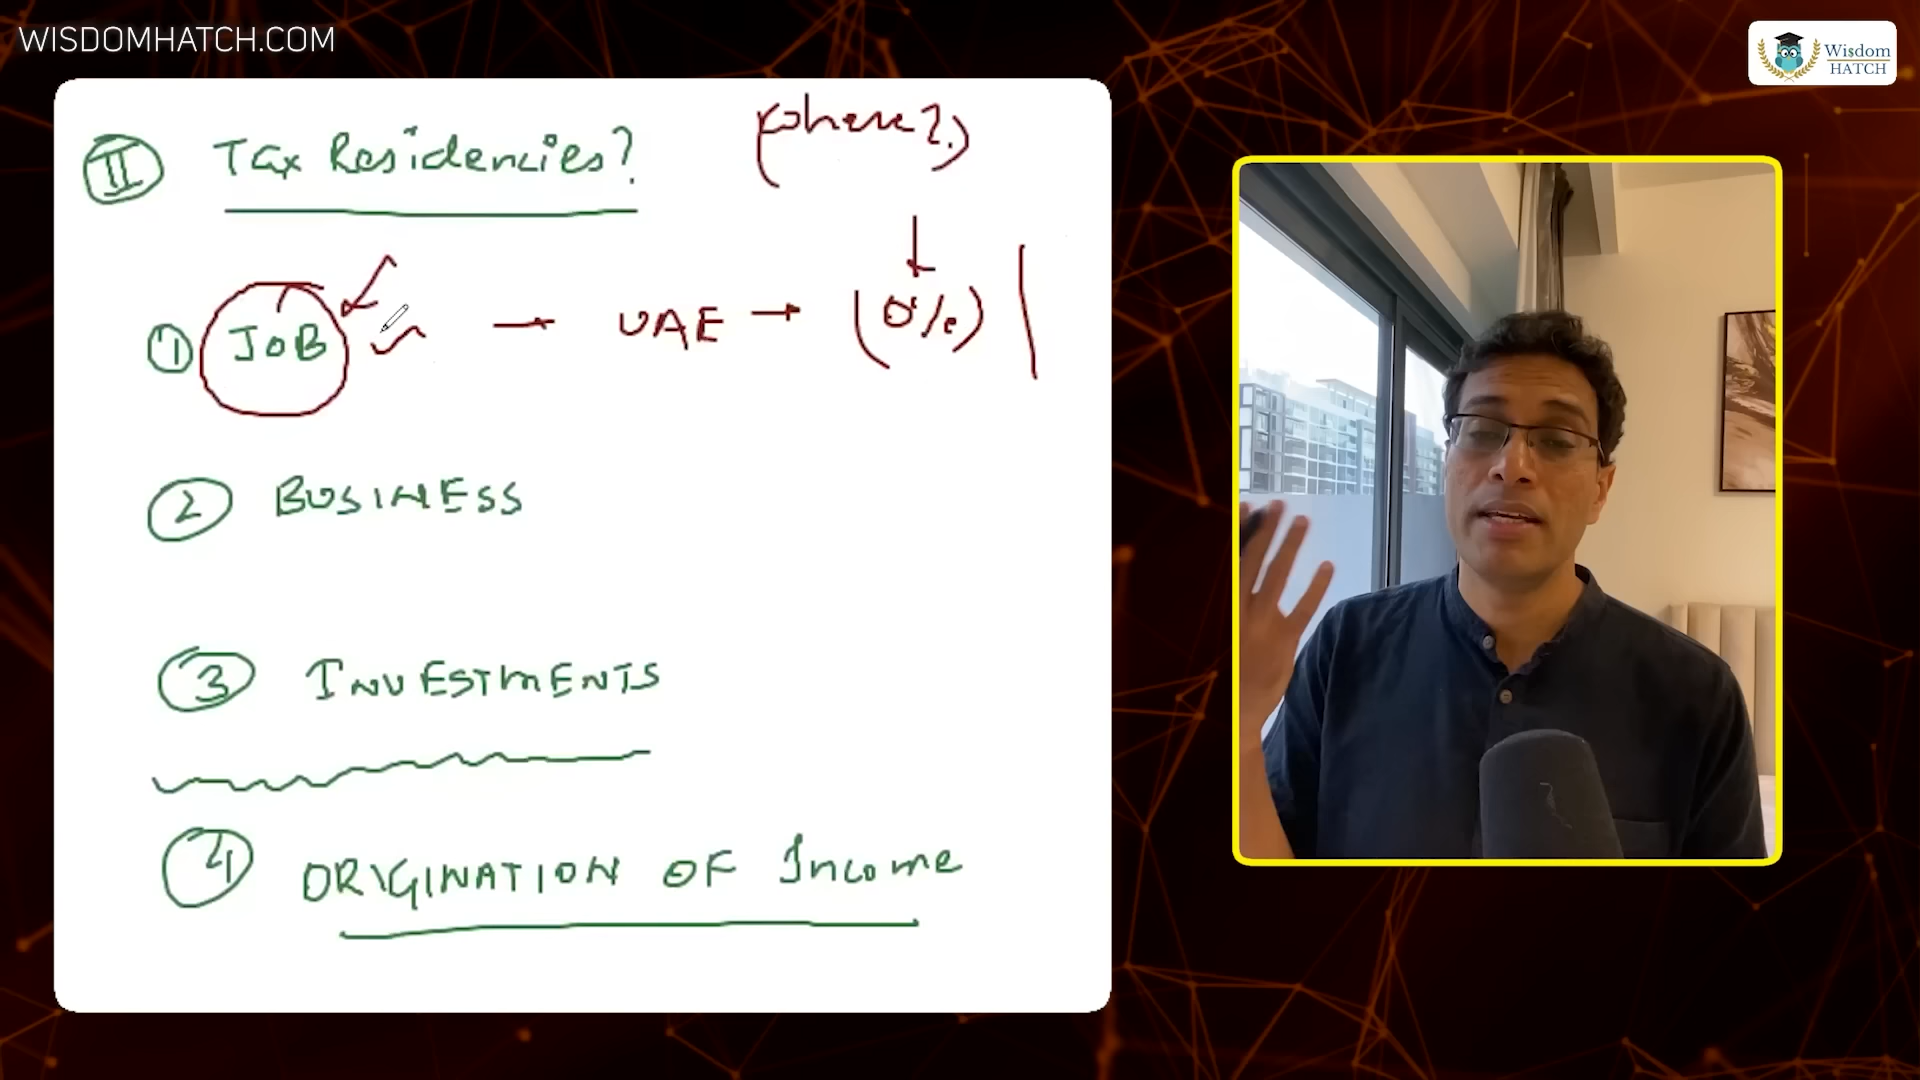 WISDOMHATCH.COM
Wisdom
HATCH
II Tax Residencies? (where?)
1 JOB → UAE → (0%)
2 BUSINESS
3 INVESTMENTS
4 ORIGINATION OF Income